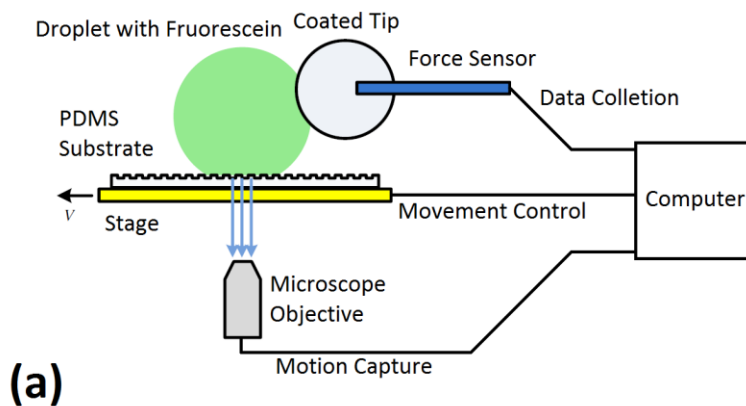 Droplet with Fruorescein
Coated Tip
Force Sensor
Data Colletion
PDMS
Substrate
V
Stage
Movement Control
Computer
Microscope
Objective
Motion Capture
(a)